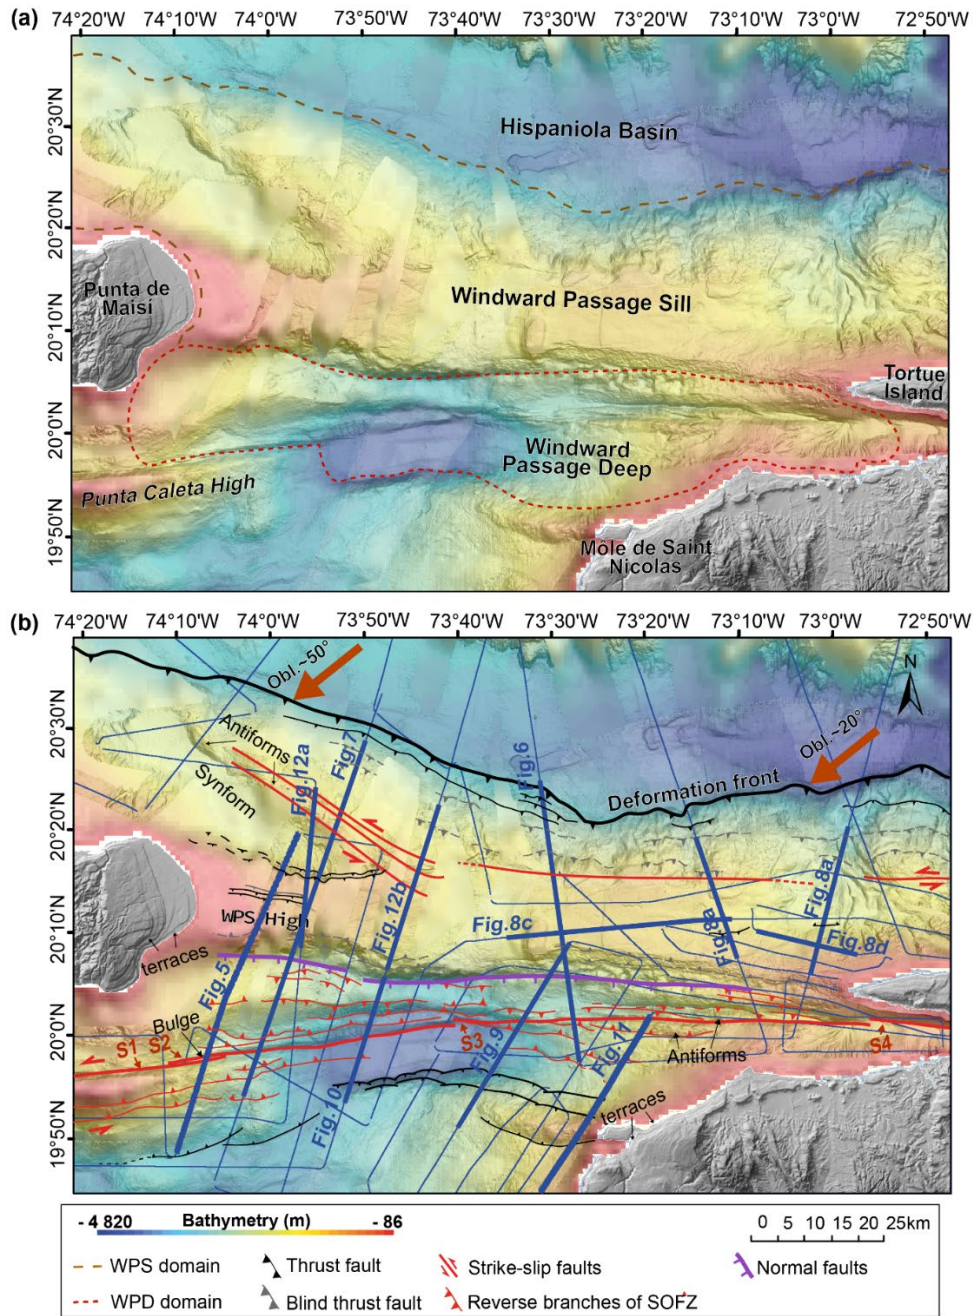 (a)
74°20'W 74°10'W 74°0'W 73°50'W 73°40'W 73°30'W 73°20'W 73°10'W 73°0'W 72°50'W
20°30'N
20°20'N
20°10'N
20°0'N
19°50'N
Hispaniola Basin
Punta de
Maisi
Windward Passage Sill
Tortue
Island
Windward
Passage Deep
Punta Caleta High
Môle de Saint
Nicolas
(b)
74°20'W 74°10'W 74°0'W 73°50'W 73°40'W 73°30'W 73°20'W 73°10'W 73°0'W 72°50'W
20°30'N
20°20'N
20°10'N
20°0'N
19°50'N
Obl.~50°
N
Antiforms
Fig.12a
Fig.7
Fig.6
Obl.~20°
Synform
Deformation front
Fig.12b
Fig.8a
WPS High
Fig.8c
Fig.8a
Fig.8d
terraces
Fig.5
Bulge
S1
S2
S3
Fig.9
Fig.11
Antiforms
S4
Fig.10
terraces
- 4 820 Bathymetry (m) - 86
0 5 10 15 20 25km
WPS domain
Thrust fault
Strike-slip faults
Normal faults
WPD domain
Blind thrust fault
Reverse branches of SOFZ